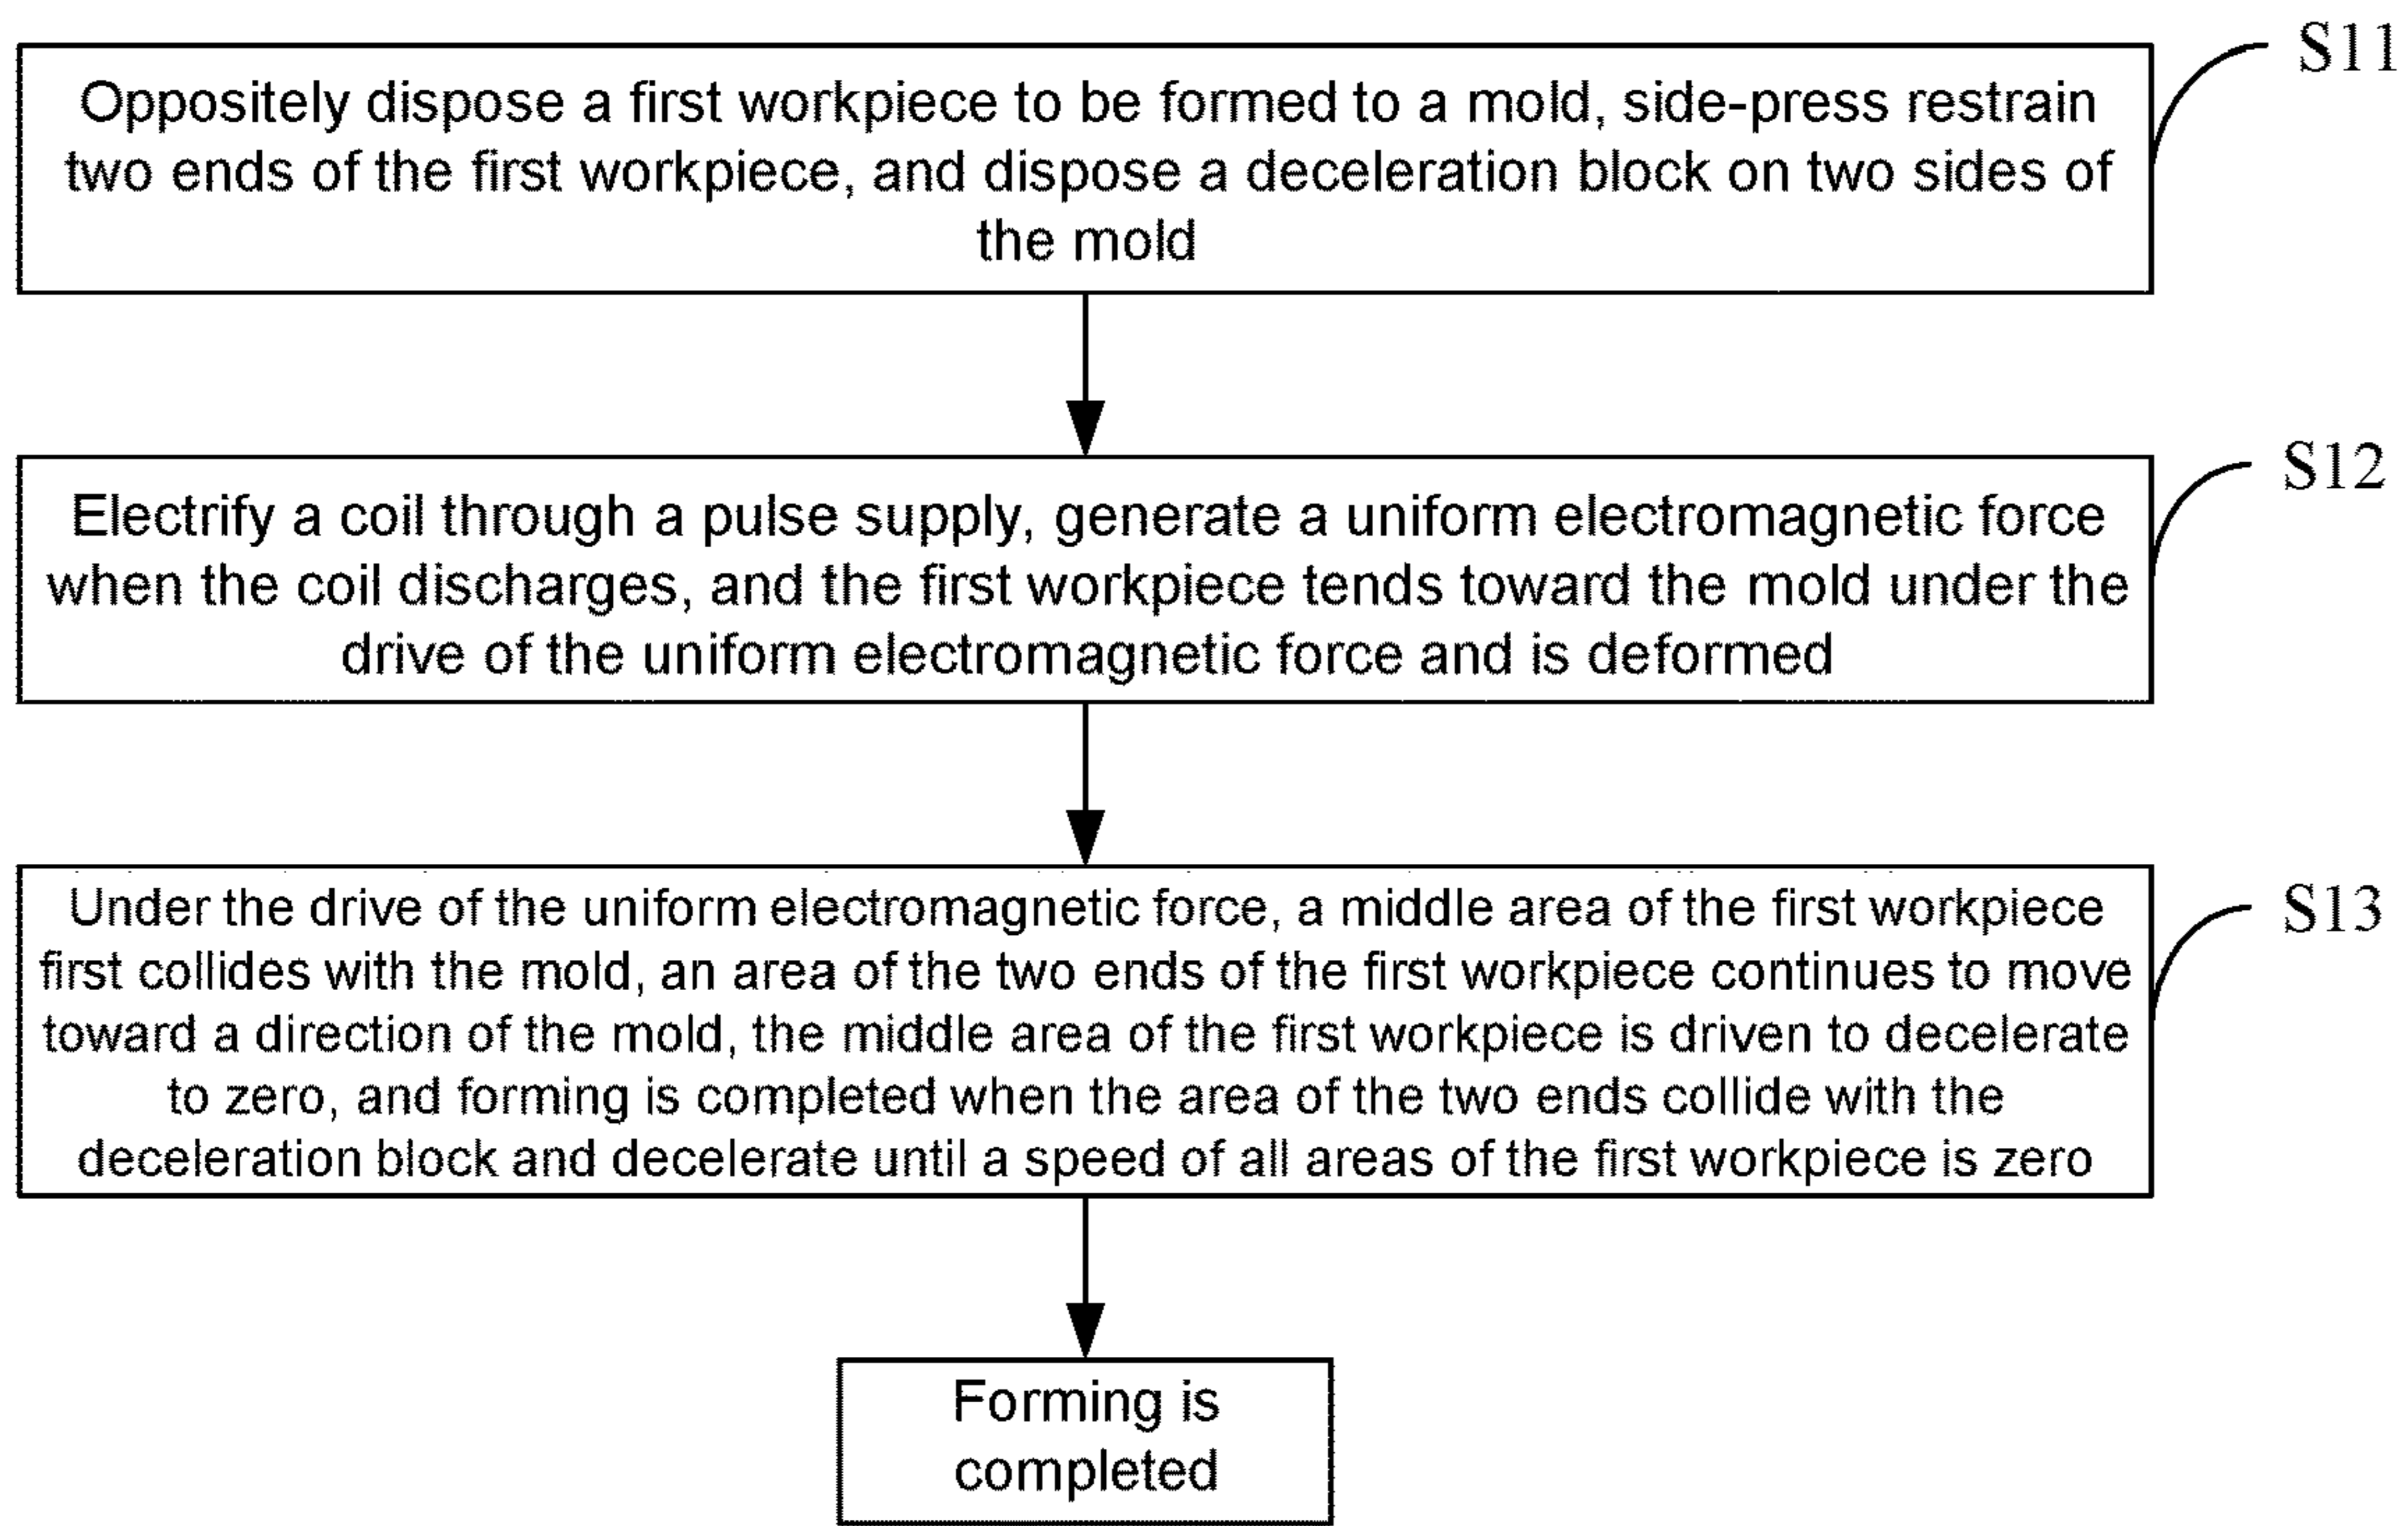 S11
Oppositely dispose a first workpiece to be formed to a mold, side-press restrain
two ends of the first workpiece, and dispose a deceleration block on two sides of
the mold
S12
Electrify a coil through a pulse supply, generate a uniform electromagnetic force
when the coil discharges, and the first workpiece tends toward the mold under the
drive of the uniform electromagnetic force and is deformed
S13
Under the drive of the uniform electromagnetic force, a middle area of the first workpiece
first collides with the mold, an area of the two ends of the first workpiece continues to move
toward a direction of the mold, the middle area of the first workpiece is driven to decelerate
to zero, and forming is completed when the area of the two ends collide with the
deceleration block and decelerate until a speed of all areas of the first workpiece is zero
Forming is
completed